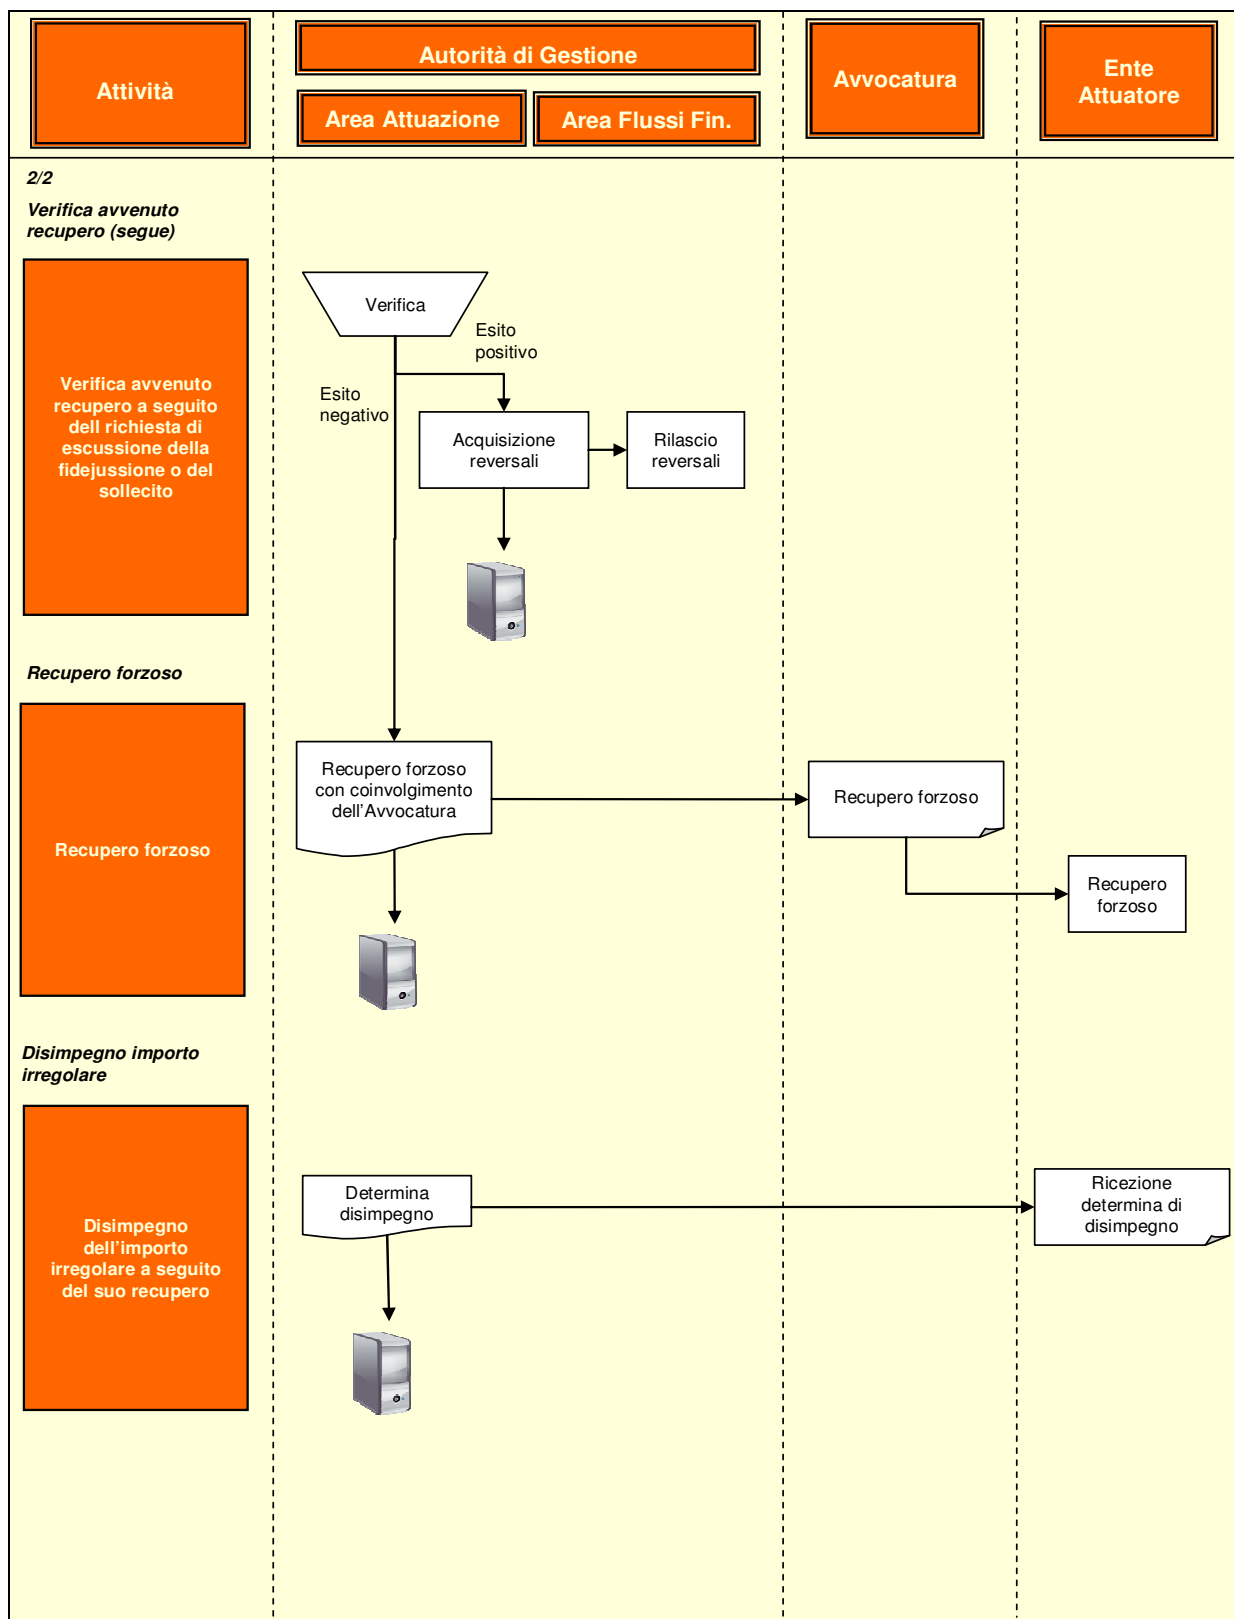 Attività
Autorità di Gestione
Area Attuazione
Area Flussi Fin.
Avvocatura
Ente
Attuatore
2/2
Verifica avvenuto
recupero (segue)
Verifica avvenuto
recupero a seguito
dell richiesta di
escussione della
fidejussione o del
sollecito
Verifica
Esito
positivo
Esito
negativo
Acquisizione
reversali
Rilascio
reversali
Recupero forzoso
Recupero forzoso
Recupero forzoso
con coinvolgimento
dell'Avvocatura
Recupero forzoso
Recupero
forzoso
Disimpegno importo
irregolare
Disimpegno
dell'importo
irregolare a seguito
del suo recupero
Determina
disimpegno
Ricezione
determina di
disimpegno